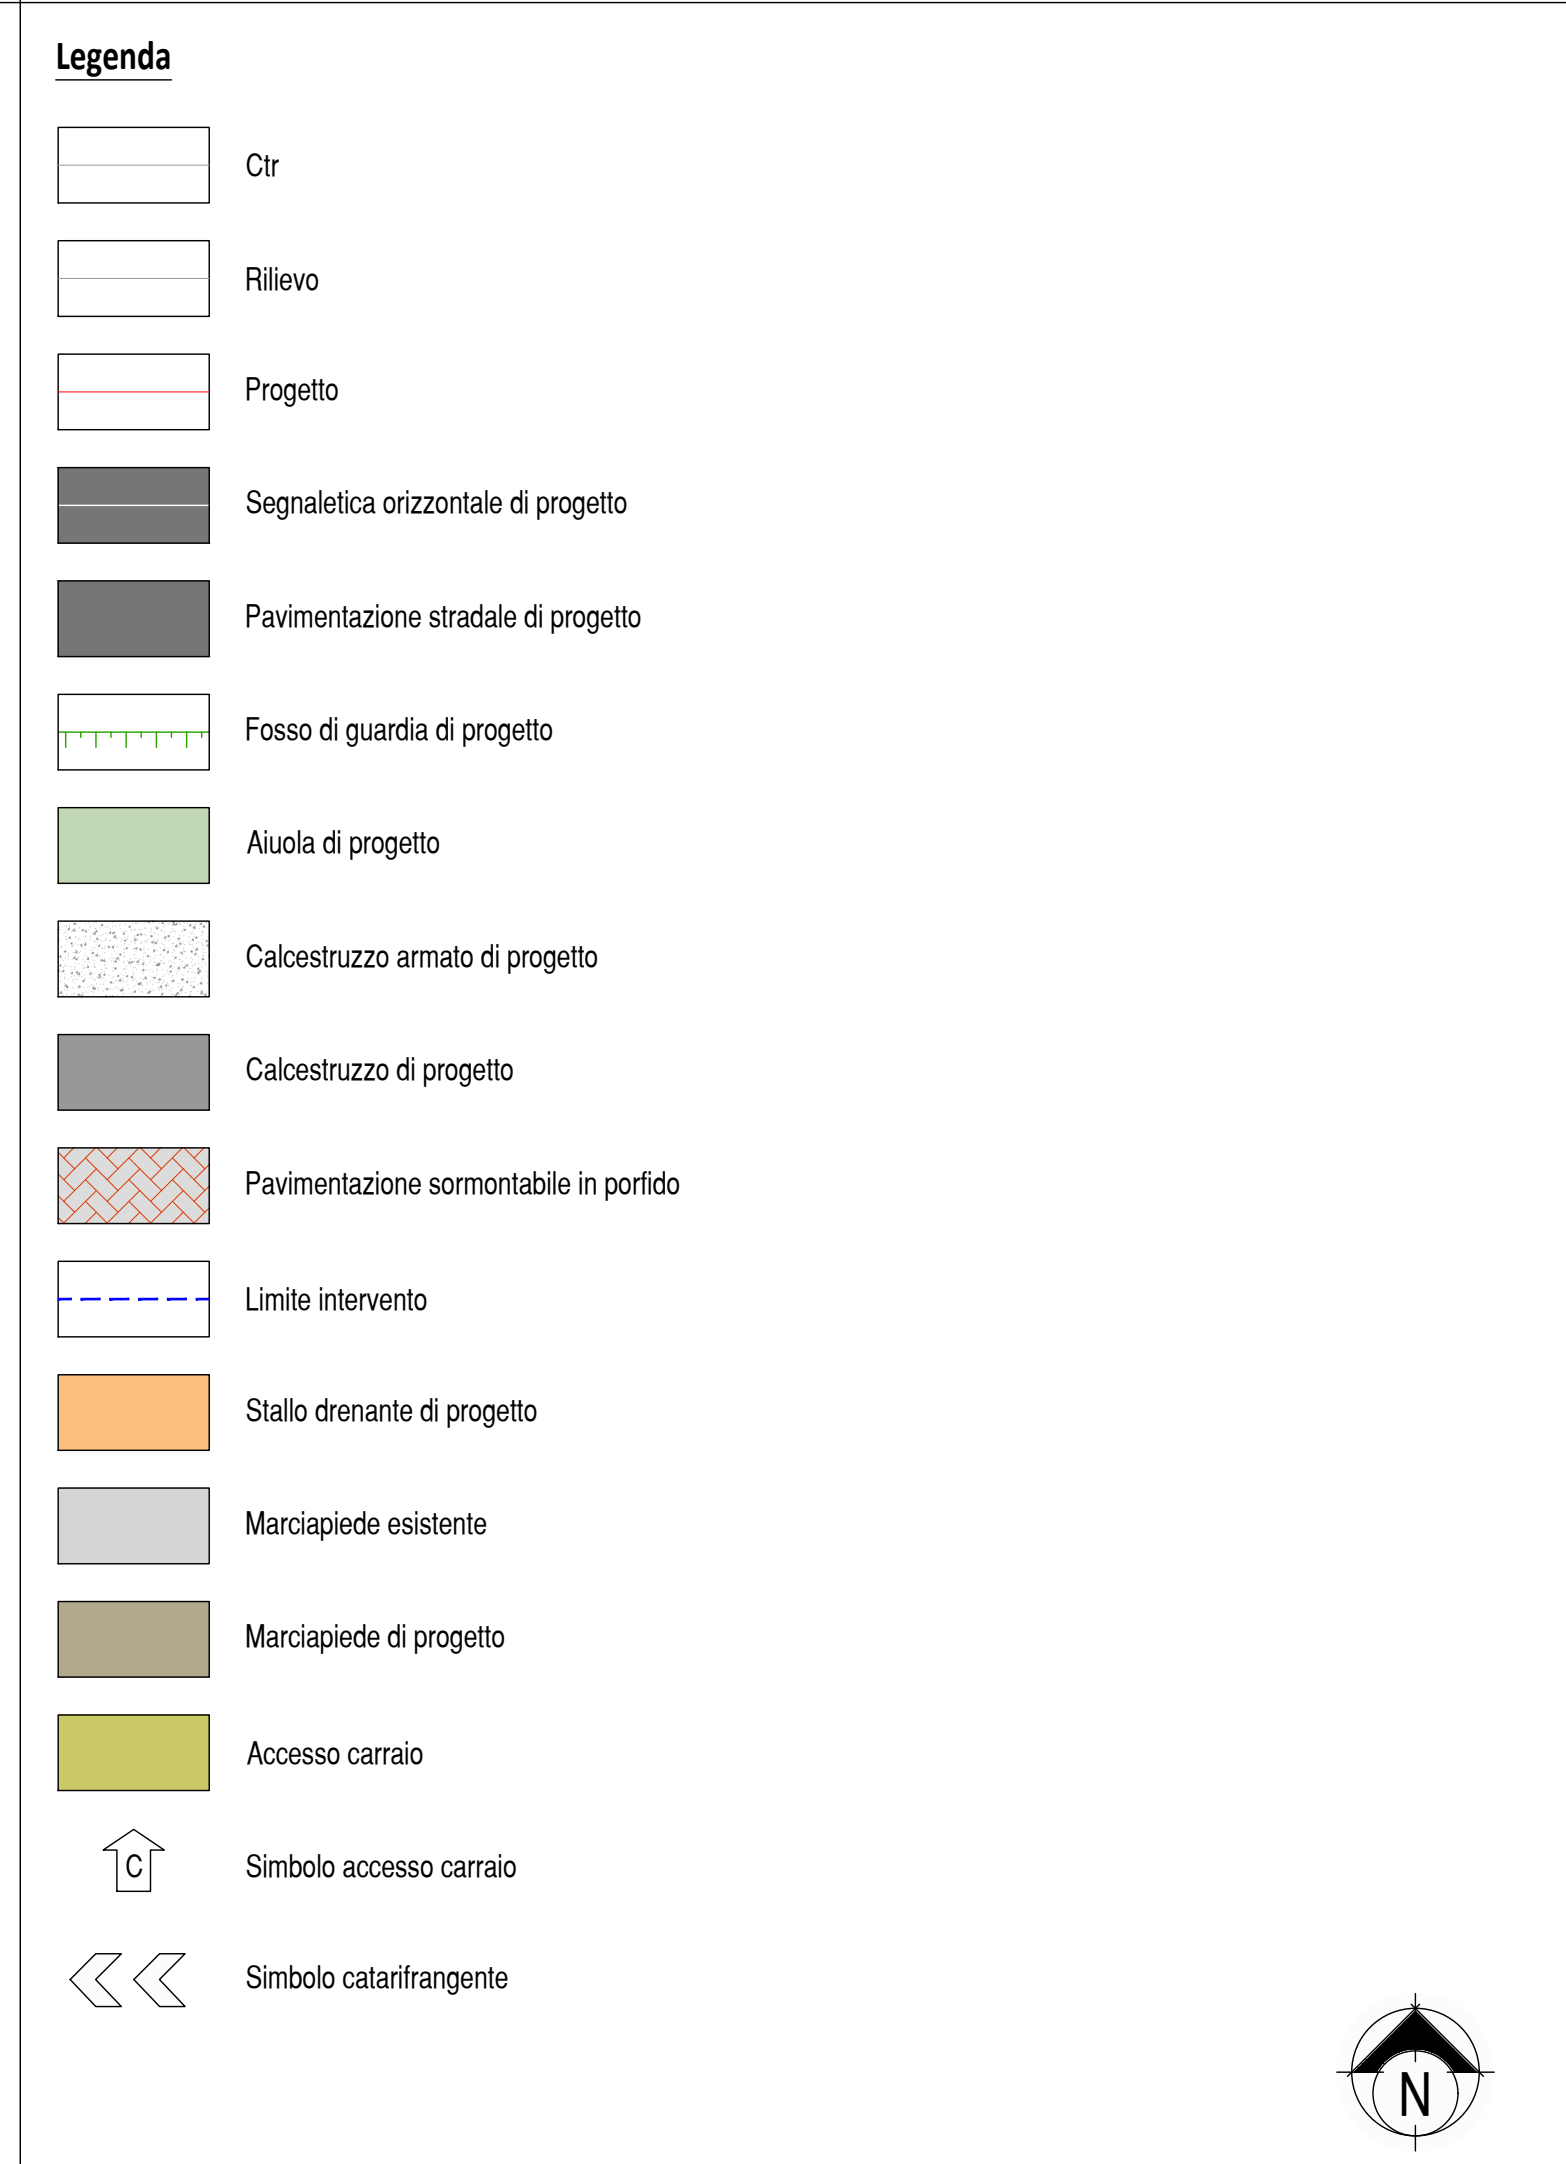 Legenda
Ctr
Rilievo
Progetto
Segnaletica orizzontale di progetto
Pavimentazione stradale di progetto
Fosso di guardia di progetto
Aiuola di progetto
Calcestruzzo armato di progetto
Calcestruzzo di progetto
Pavimentazione sormontabile in porfido
Limite intervento
Stallo drenante di progetto
Marciapiede esistente
Marciapiede di progetto
Accesso carraio
C
Simbolo accesso carraio
Simbolo catarifrangente
N